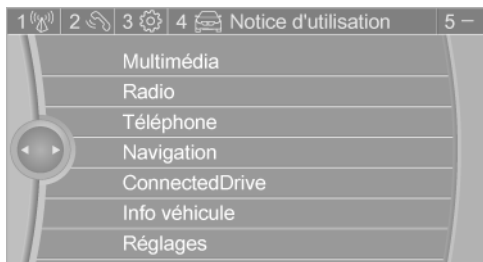 1 2 3 4 Notice d'utilisation 5 –
Multimédia
Radio
Téléphone
Navigation
ConnectedDrive
Info véhicule
Réglages